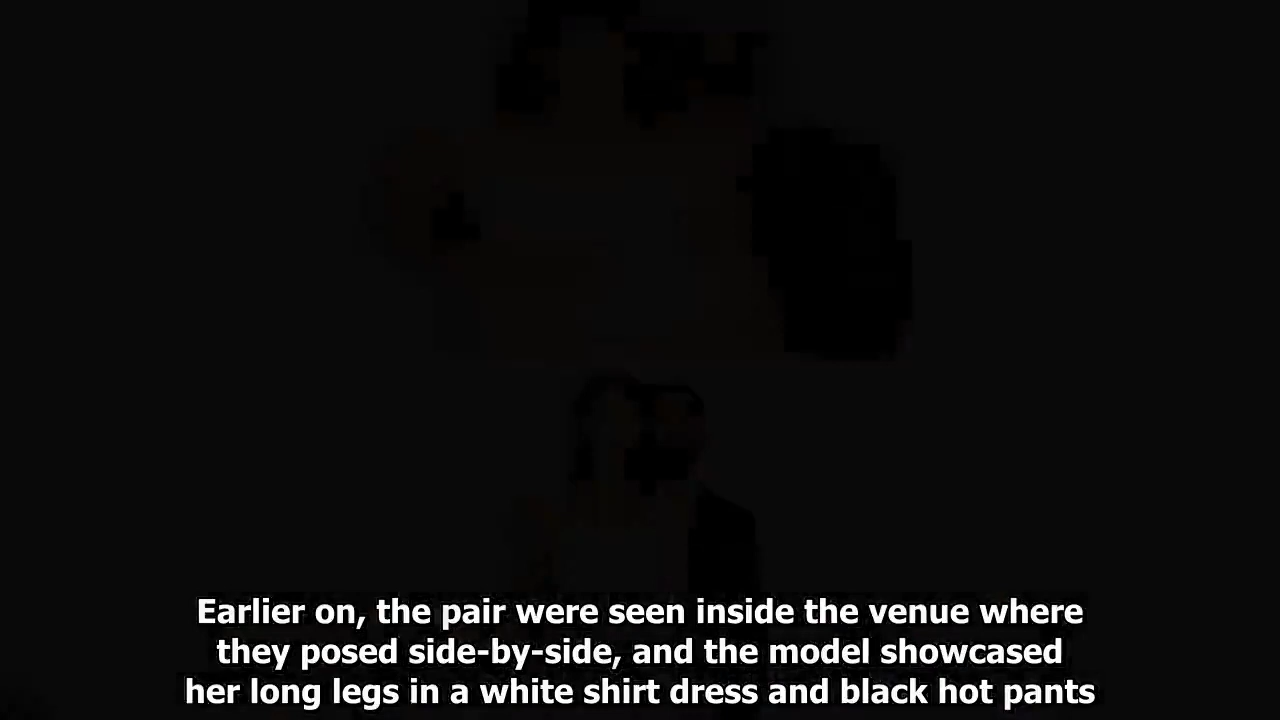 Earlier on, the pair were seen inside the venue where
they posed side-by-side, and the model showcased
her long legs in a white shirt dress and black hot pants